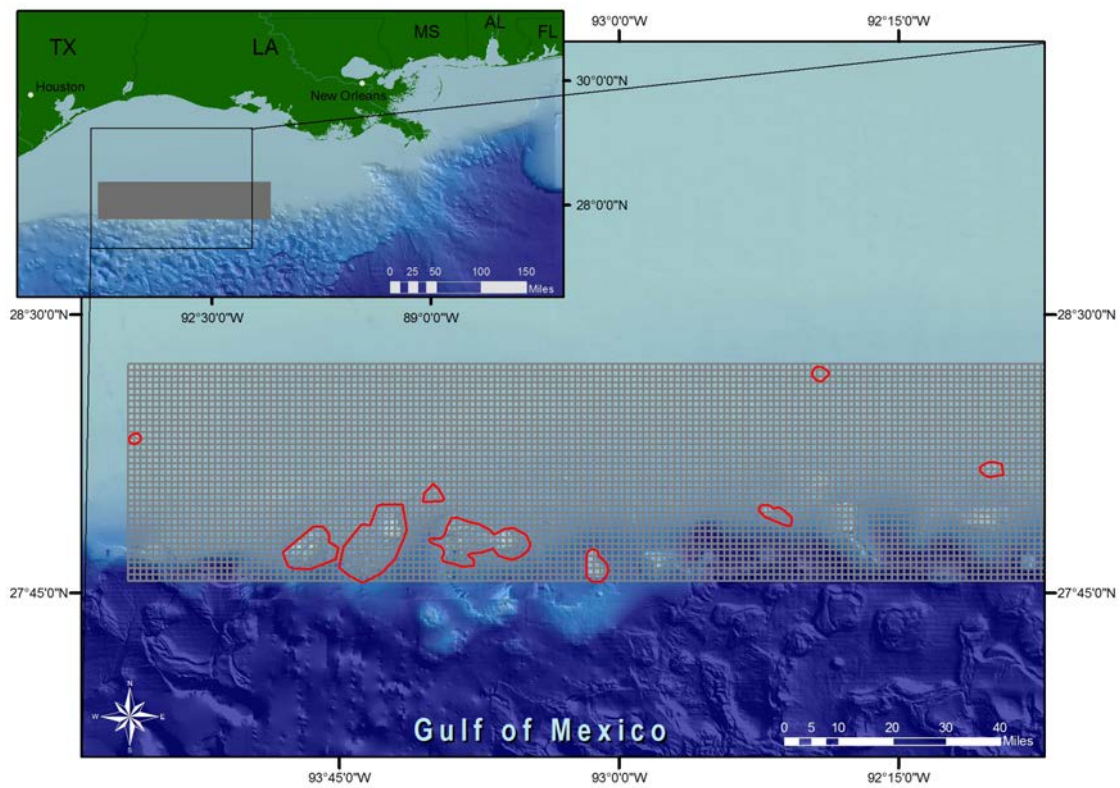 93°0'0"W 92°15'0"W
TX LA MS AL FL
Houston
New Orleans
30°0'0"N
28°0'0"N
0 25 50 100 150
Miles
92°30'0"W 89°0'0"W
28°30'0"N 28°30'0"N
27°45'0"N 27°45'0"N
N
W E
S
Gulf of Mexico
0 5 10 20 30 40
Miles
93°45'0"W 93°0'0"W 92°15'0"W